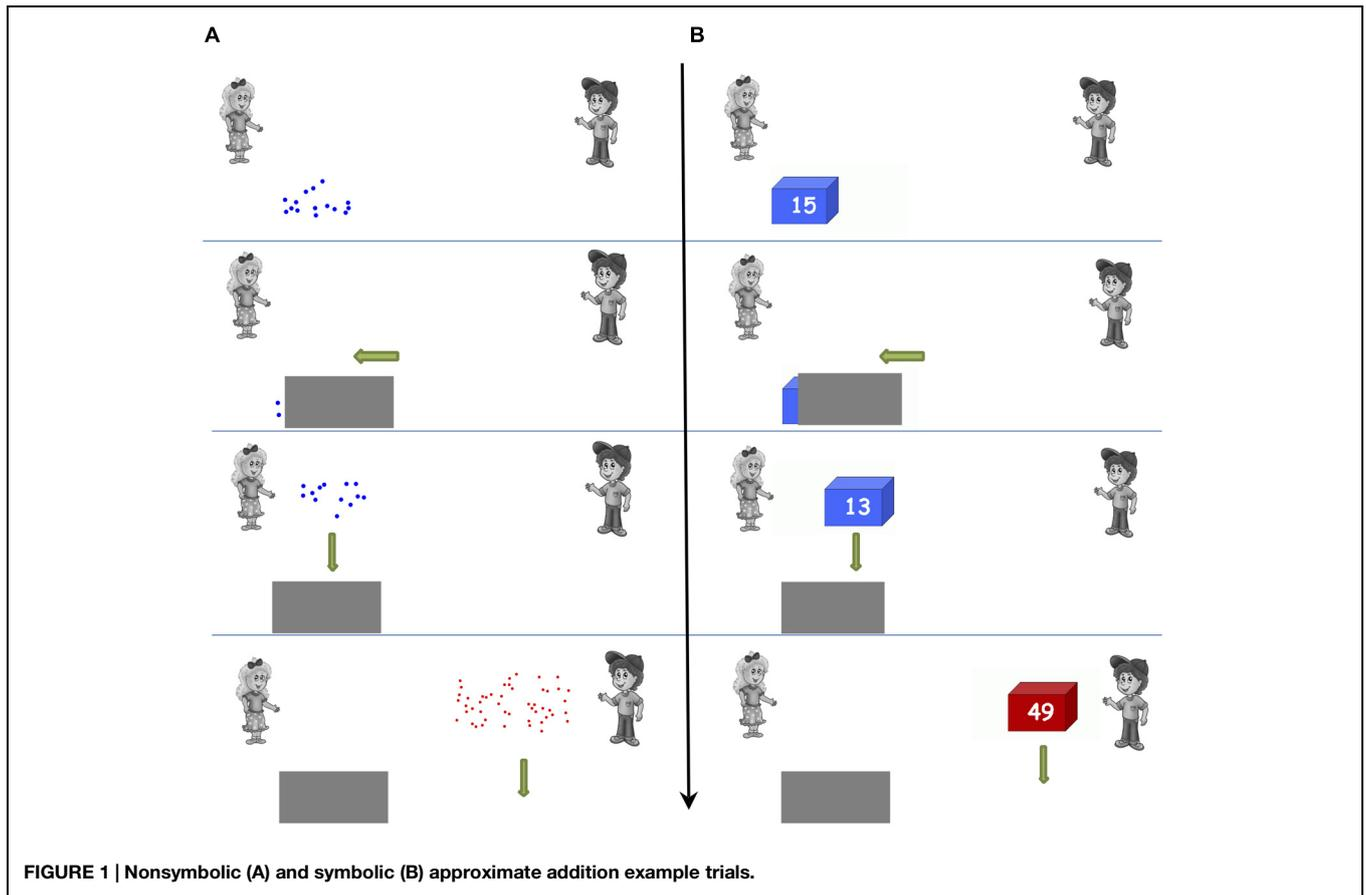 A
B
15
13
49
FIGURE 1 | Nonsymbolic (A) and symbolic (B) approximate addition example trials.